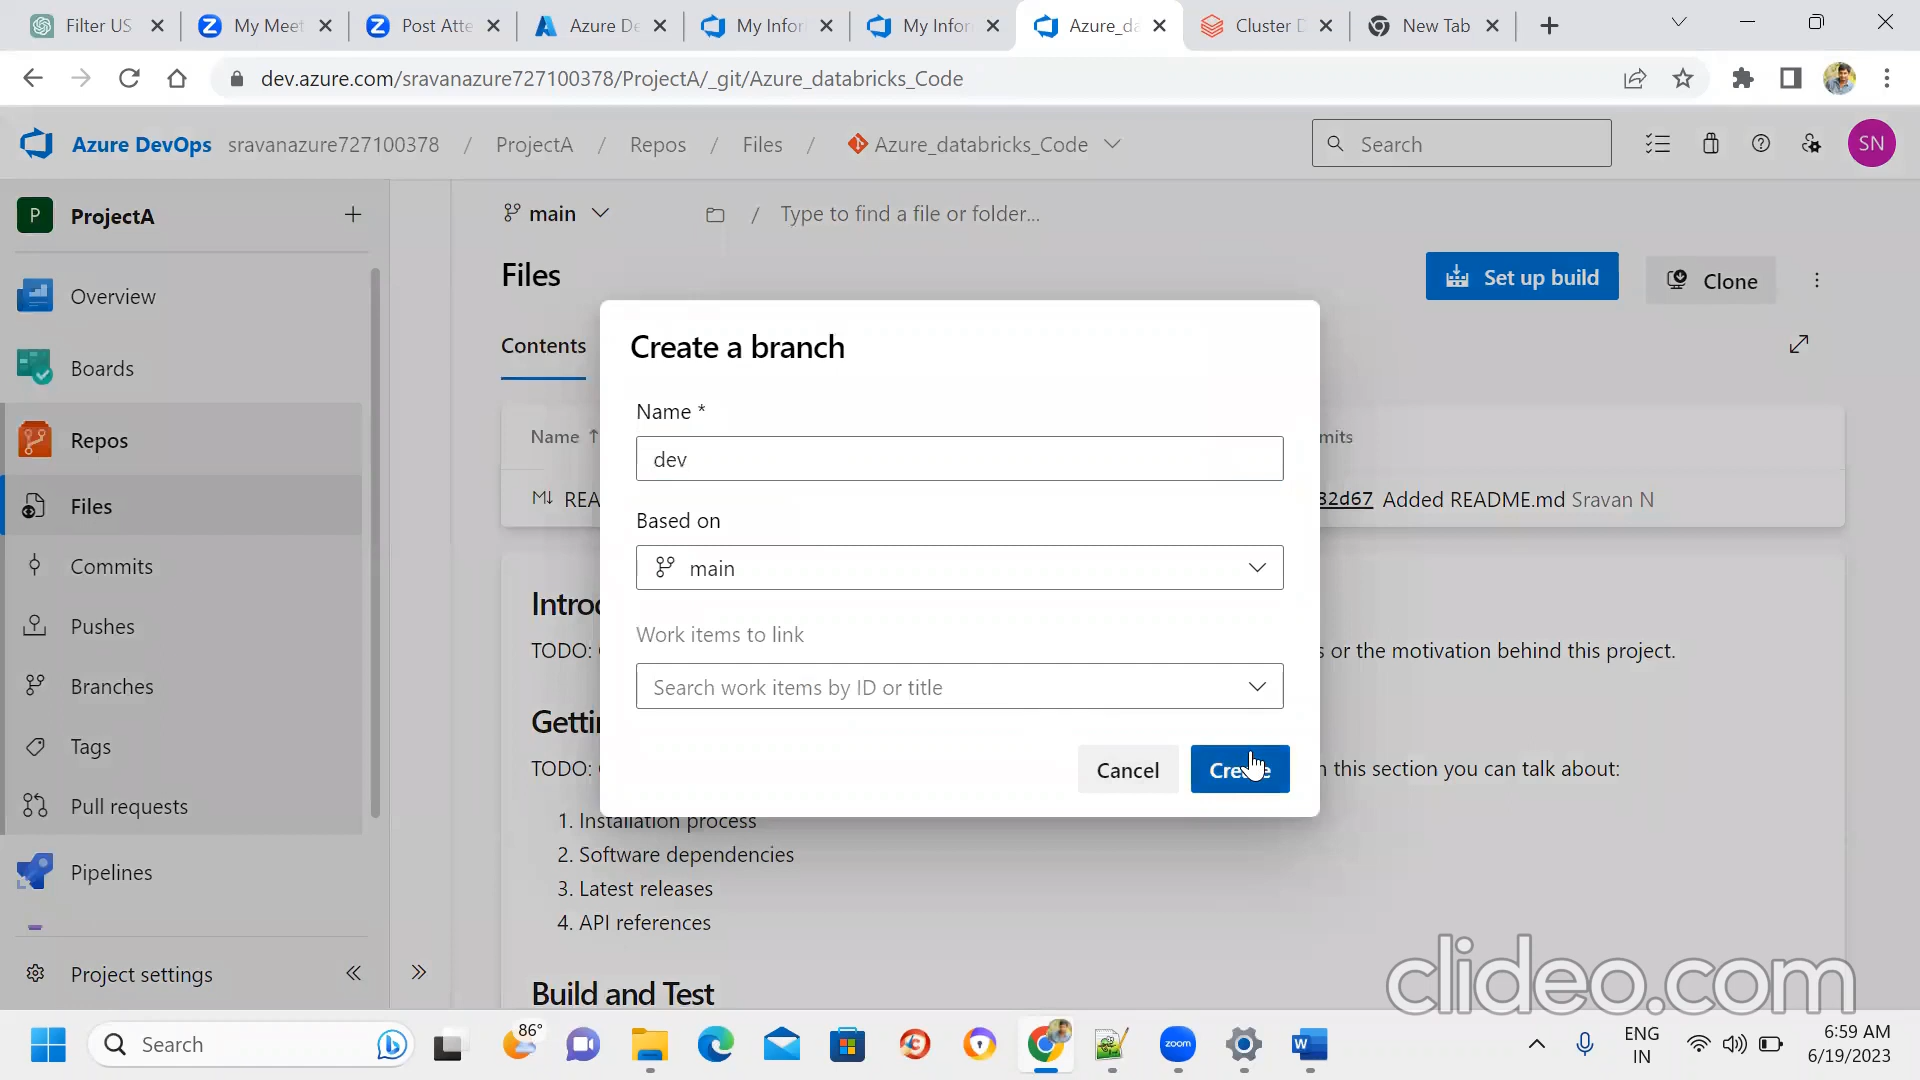 Filter US
My Meet
Post Atte
Azure De
My Infor
My Infor
Azure_da
Cluster D
New Tab
dev.azure.com/sravanazure727100378/ProjectA/_git/Azure_databricks_Code
Azure DevOps sravanazure727100378 / ProjectA / Repos / Files / Azure_databricks_Code
Search
SN
P ProjectA
main
/ Type to find a file or folder...
Files
Set up build
Clone
Overview
Boards
Repos
Files
Commits
Pushes
Branches
Tags
Pull requests
Pipelines
Project settings
Contents
Create a branch
Name *
dev
Based on
main
Work items to link
Search work items by ID or title
Cancel
Create
Name ↑
mits
M↓ REA
82d67 Added README.md Sravan N
Introd
TODO: s or the motivation behind this project.
Gettin
TODO: n this section you can talk about:
1. Installation process
2. Software dependencies
3. Latest releases
4. API references
Build and Test
clideo.com
Search
86°
zoom
ENG
IN
6:59 AM
6/19/2023